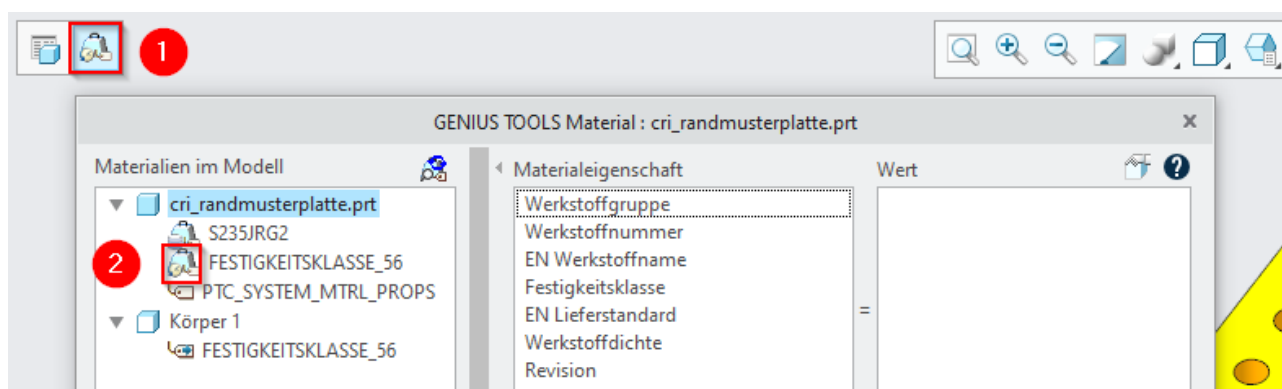 1
GENIUS TOOLS Material : cri_randmusterplatte.prt
Materialien im Modell
cri_randmusterplatte.prt
S235JRG2
2
FESTIGKEITSKLASSE_56
PTC_SYSTEM_MTRL_PROPS
Körper 1
FESTIGKEITSKLASSE_56
Materialeigenschaft
Werkstoffgruppe
Werkstoffnummer
EN Werkstoffname
Festigkeitsklasse
EN Lieferstandard
Werkstoffdichte
Revision
=
Wert